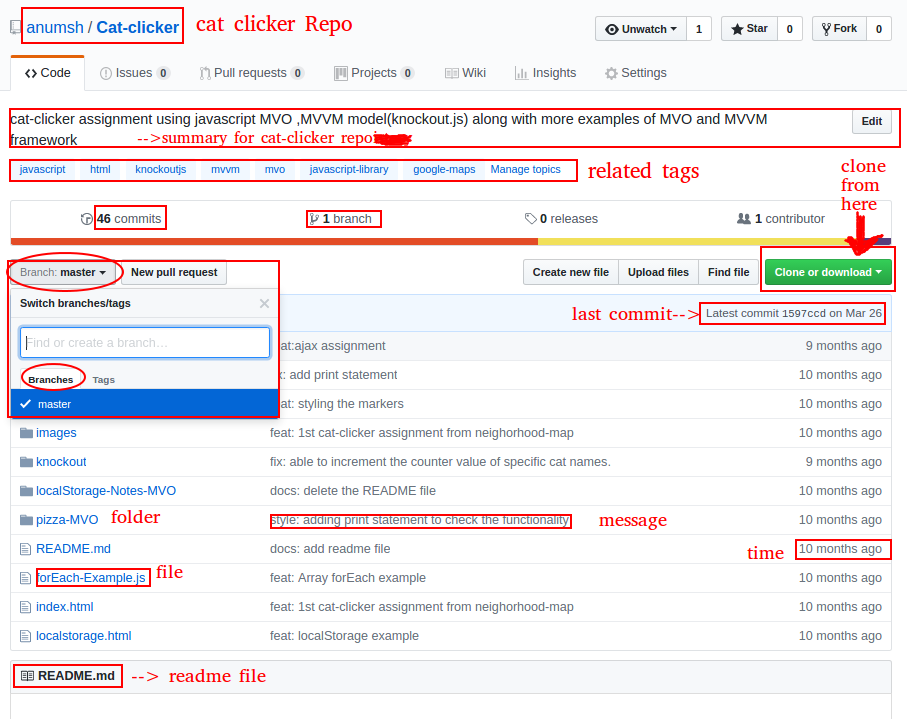 anumsh / Cat-clicker cat clicker Repo Unwatch 1 Star 0 Fork 0
Code Issues 0 Pull requests 0 Projects 0 Wiki Insights Settings
cat-clicker assignment using javascript MVO ,MVVM model(knockout.js) along with more examples of MVO and MVVM Edit
framework -->summary for cat-clicker repo
javascript html knockoutjs mvvm mvo javascript-library google-maps Manage topics related tags
clone
from
here
46 commits 1 branch 0 releases 1 contributor
Branch: master New pull request Create new file Upload files Find file Clone or download
Switch branches/tags
last commit--> Latest commit 1597ccd on Mar 26
Find or create a branch…
assignment 9 months ago
Branches Tags add print statement 10 months ago
master styling the markers 10 months ago
images feat: 1st cat-clicker assignment from neighorhood-map 10 months ago
knockout fix: able to increment the counter value of specific cat names. 9 months ago
localStorage-Notes-MVO docs: delete the README file 10 months ago
pizza-MVO folder style: adding print statement to check the functionality message 10 months ago
README.md docs: add readme file time 10 months ago
forEach-Example.js file feat: Array forEach example 10 months ago
index.html feat: 1st cat-clicker assignment from neighorhood-map 10 months ago
localstorage.html feat: localStorage example 10 months ago
README.md --> readme file